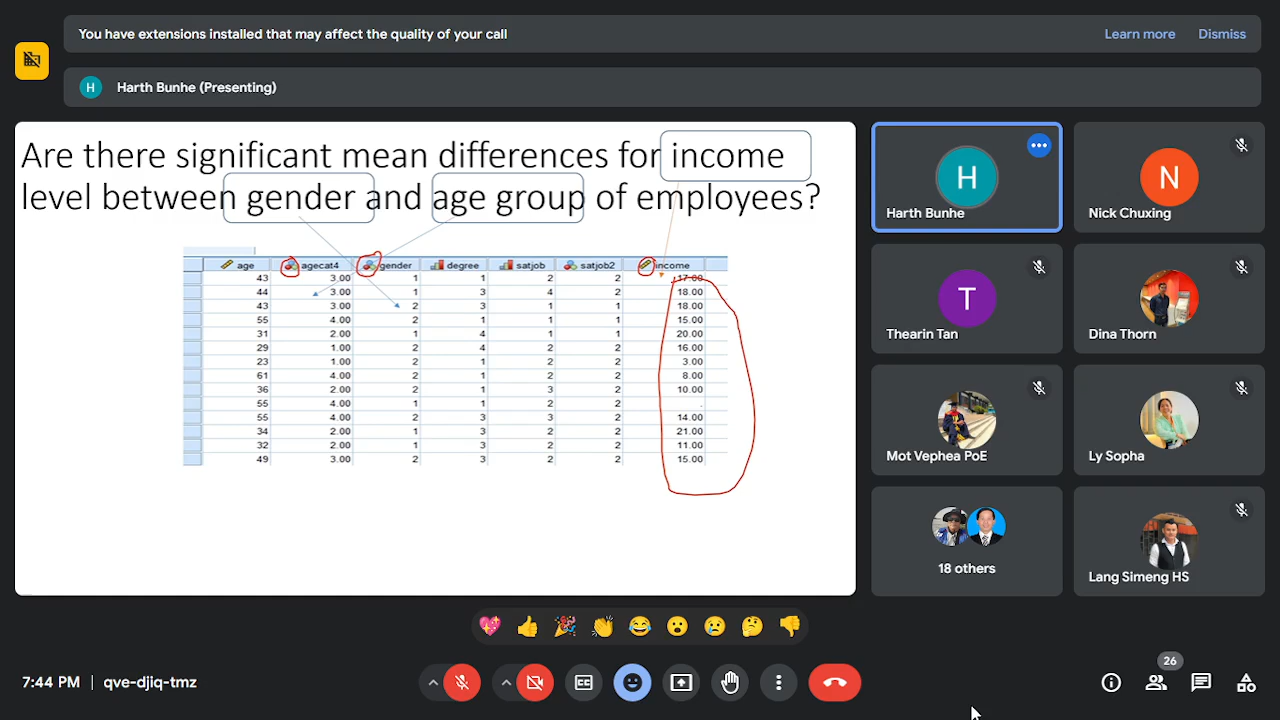 You have extensions installed that may affect the quality of your call
Learn more
Dismiss
H
Harth Bunhe (Presenting)
Are there significant mean differences for income
level between gender and age group of employees?
age agecat4 gender degree satjob satjob2 income
43 3.00 1 1 2 2 17.00
44 3.00 1 3 4 2 18.00
43 3.00 2 3 1 1 18.00
55 4.00 2 1 1 1 15.00
31 2.00 1 4 1 1 20.00
29 1.00 2 4 2 2 16.00
23 1.00 2 1 2 2 3.00
61 4.00 2 1 2 2 8.00
36 2.00 2 1 3 2 10.00
55 4.00 1 1 2 2 .
55 4.00 2 3 3 2 14.00
34 2.00 1 3 2 2 21.00
32 2.00 1 3 2 2 11.00
49 3.00 2 3 2 2 15.00
H
Harth Bunhe
N
Nick Chuxing
T
Thearin Tan
Dina Thorn
Mot Vephea PoE
Ly Sopha
18 others
Lang Simeng HS
7:44 PM | qve-djiq-tmz
26